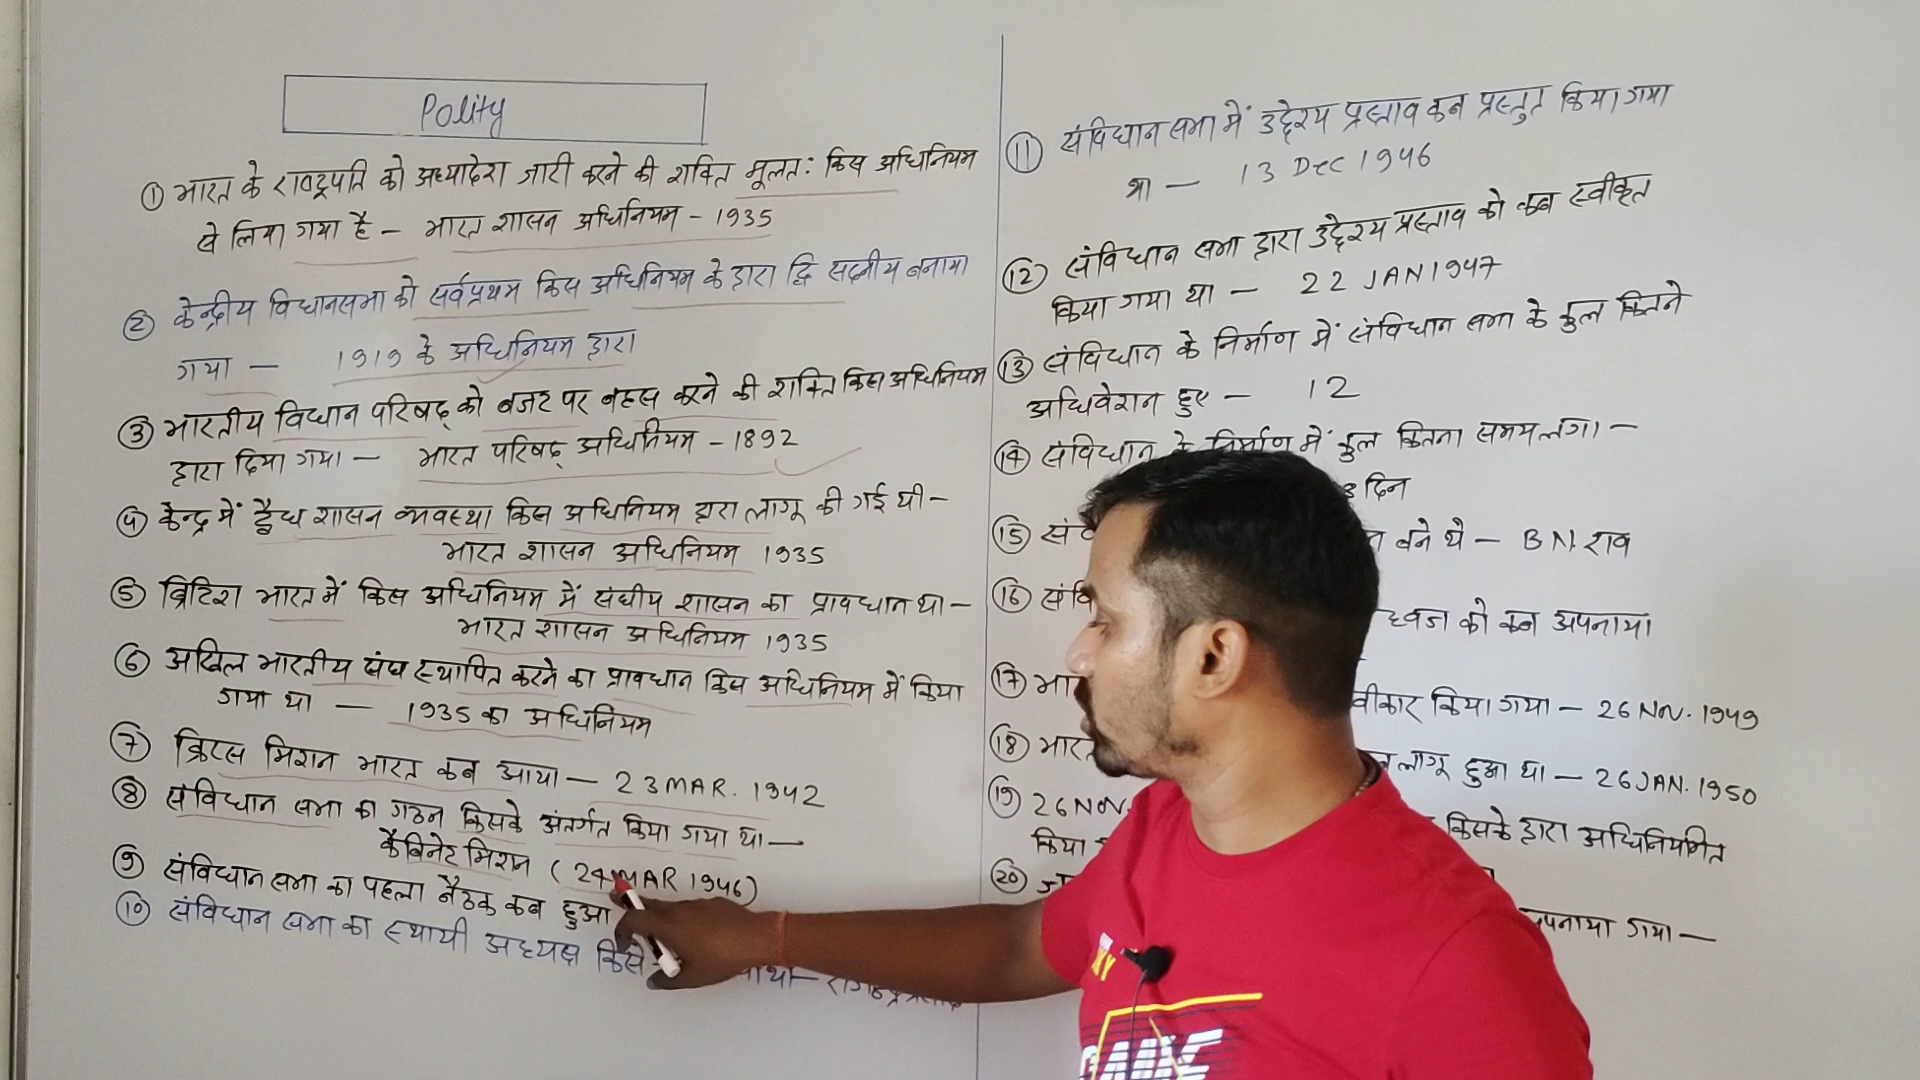 Polity
① भारत के राष्ट्रपति को अध्यादेश जारी करने की शक्ति मूलत: किस अधिनियम
से लिया गया है - भारत शासन अधिनियम - 1935
② केन्द्रीय विधानसभा को सर्वप्रथम किस अधिनियम के द्वारा द्वि सदनीय बनाया
गया — 1919 के अधिनियम द्वारा
③ भारतीय विधान परिषद् को बजट पर बहस करने की शक्ति किस अधिनियम
द्वारा दिया गया — भारत परिषद् अधिनियम - 1892
④ केन्द्र में द्वैध शासन व्यवस्था किस अधिनियम द्वारा लागू की गई थी -
भारत शासन अधिनियम 1935
⑤ ब्रिटिश भारत में किस अधिनियम में संघीय शासन का प्रावधान था -
भारत शासन अधिनियम 1935
⑥ अखिल भारतीय संघ स्थापित करने का प्रावधान किस अधिनियम में किया
गया था — 1935 का अधिनियम
⑦ क्रिप्स मिशन भारत कब आया — 23 MAR. 1942
⑧ संविधान सभा का गठन किसके अंतर्गत किया गया था —
कैबिनेट मिशन ( 24 MAR 1946)
⑨ संविधान सभा का पहला बैठक कब हुआ
⑩ संविधान सभा का स्थायी अध्यक्ष किसे
⑪ संविधान सभा में उद्देश्य प्रस्ताव कब प्रस्तुत किया गया
था — 13 Dec 1946
⑫ संविधान सभा द्वारा उद्देश्य प्रस्ताव को कब स्वीकृत
किया गया था — 22 JAN 1947
⑬ संविधान के निर्माण में संविधान सभा के कुल कितने
अधिवेशन हुए - 12
⑭ संविधान के निर्माण में कुल कितना समय लगा -
दिन
⑮ बने थे — B.N. राव
⑯ ध्वज को कब अपनाया
⑰ किया गया — 26 NOV. 1949
⑱ भारत लागू हुआ था — 26 JAN. 1950
⑲ 26 NOV. किसके द्वारा अधिनियमित
किया
⑳
गया —